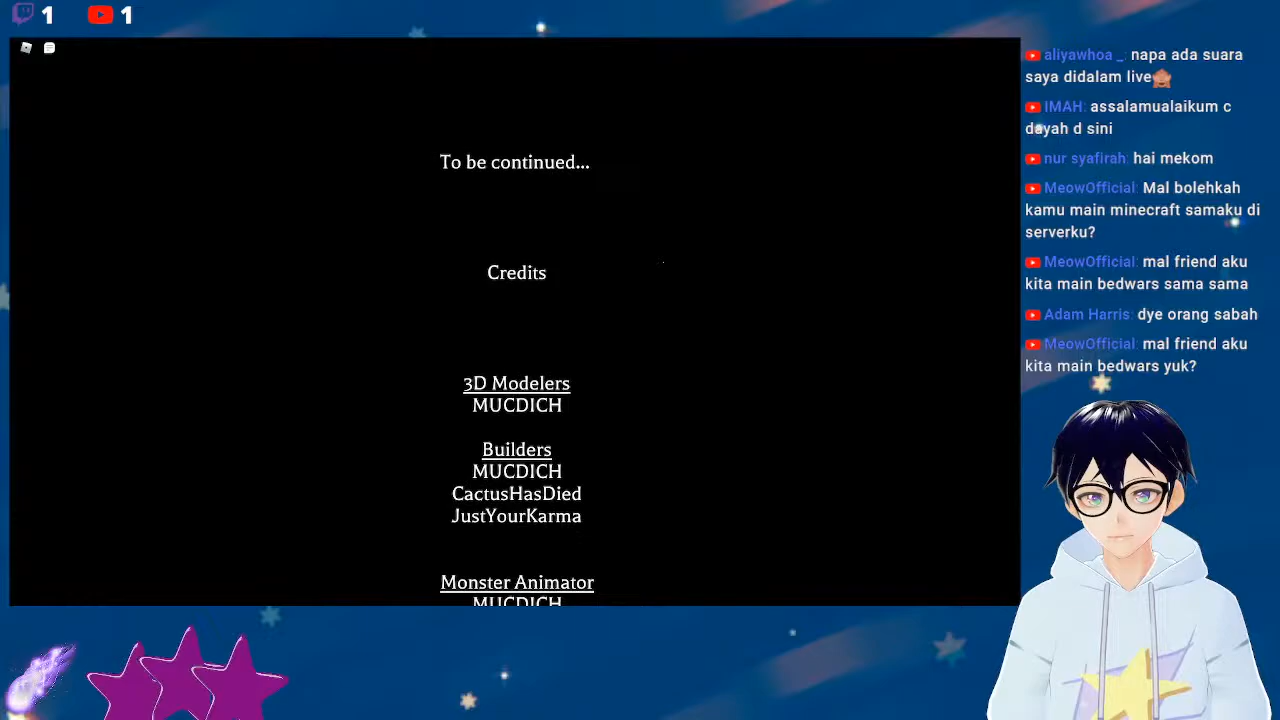 1
1
To be continued...
Credits
3D Modelers
MUCDICH
Builders
MUCDICH
CactusHasDied
JustYourKarma
Monster Animator
MUCDICH
aliyawhoa _: napa ada suara
saya didalam live
IMAH: assalamualaikum c
dayah d sini
nur syafirah: hai mekom
MeowOfficial: Mal bolehkah
kamu main minecraft samaku di
serverku?
MeowOfficial: mal friend aku
kita main bedwars sama sama
Adam Harris: dye orang sabah
MeowOfficial: mal friend aku
kita main bedwars yuk?